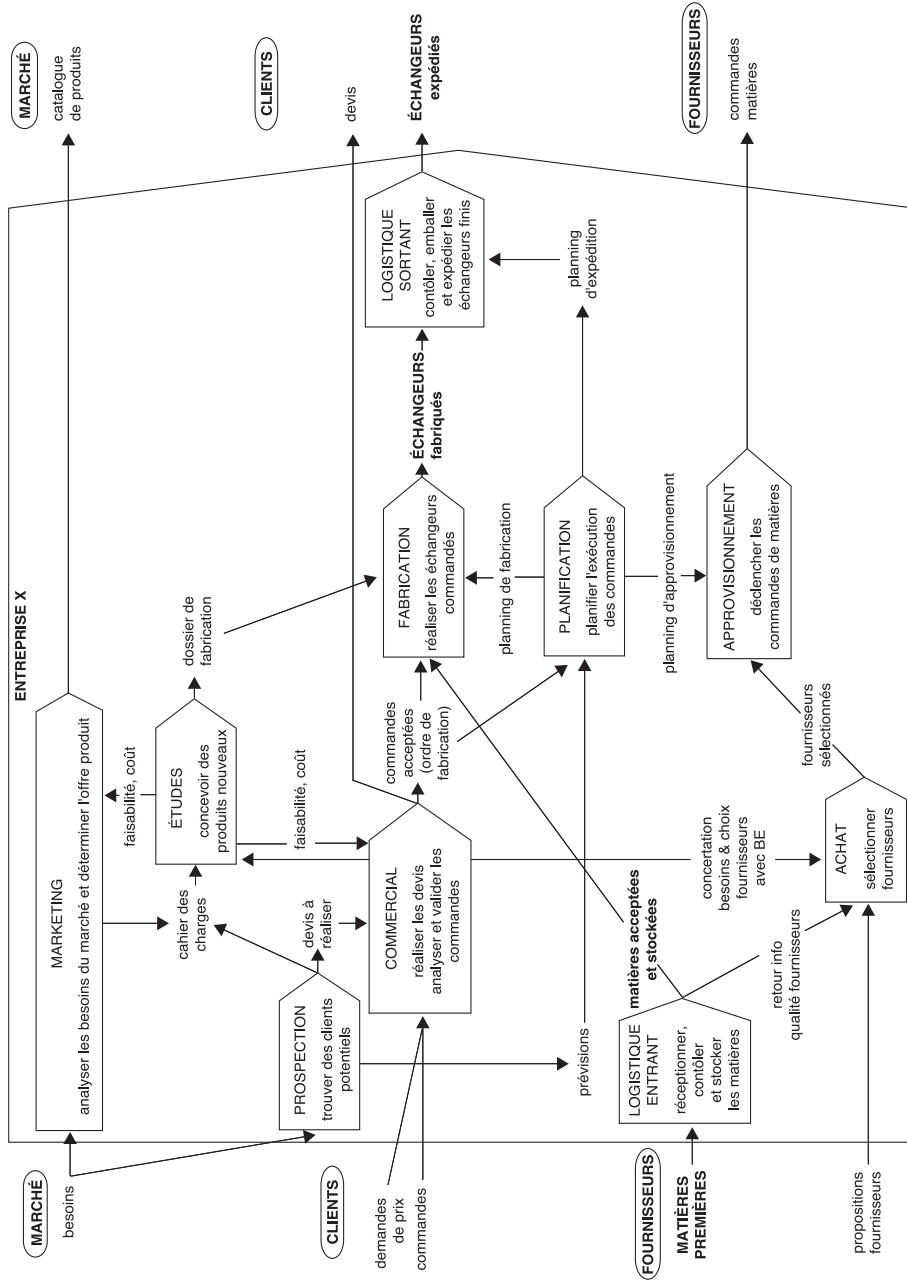 ENTREPRISE X
MARCHÉ
besoins
MARKETING
analyser les besoins du marché et déterminer l'offre produit
MARCHÉ
catalogue
de produits
cahier des
charges
faisabilité, coût
ÉTUDES
concevoir des
produits nouveaux
dossier de
fabrication
faisabilité, coût
PROSPECTION
trouver des clients
potentiels
devis à
réaliser
CLIENTS
demandes
de prix
commandes
COMMERCIAL
réaliser les devis
analyser et valider les
commandes
CLIENTS
devis
commandes
acceptées
(ordre de
fabrication)
FABRICATION
réaliser les échangeurs
commandés
ÉCHANGEURS
fabriqués
LOGISTIQUE
SORTANT
contôler, emballer
et expédier les
échangeurs finis
ÉCHANGEURS
expédiés
planning de fabrication
prévisions
PLANIFICATION
planifier l'exécution
des commandes
planning
d'expédition
planning d'approvisionnement
FOURNISSEURS
MATIÈRES
PREMIÈRES
LOGISTIQUE
ENTRANT
réceptionner,
contôler
et stocker
les matières
matières acceptées
et stockées
concertation
besoins & choix
fournisseurs
avec BE
retour info
qualité fournisseurs
APPROVISIONNEMENT
déclencher les
commandes de matières
FOURNISSEURS
commandes
matières
fournisseurs
sélectionnés
propositions
fournisseurs
ACHAT
sélectionner
fournisseurs